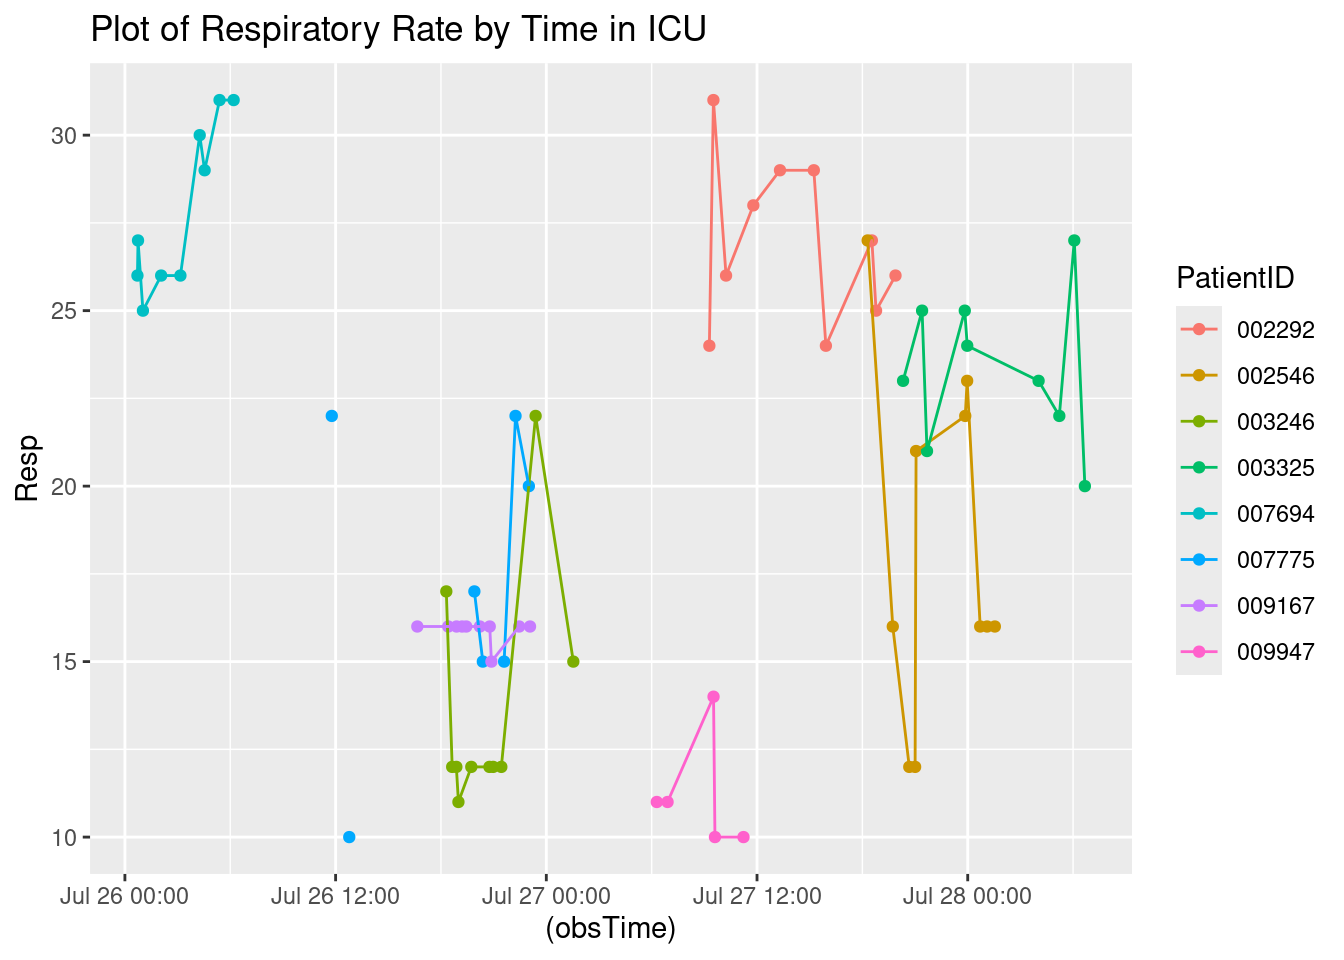 Plot of Respiratory Rate by Time in ICU
Resp
30
25
20
15
10
Jul 26 00:00
Jul 26 12:00
Jul 27 00:00
Jul 27 12:00
Jul 28 00:00
(obsTime)
PatientID
002292
002546
003246
003325
007694
007775
009167
009947